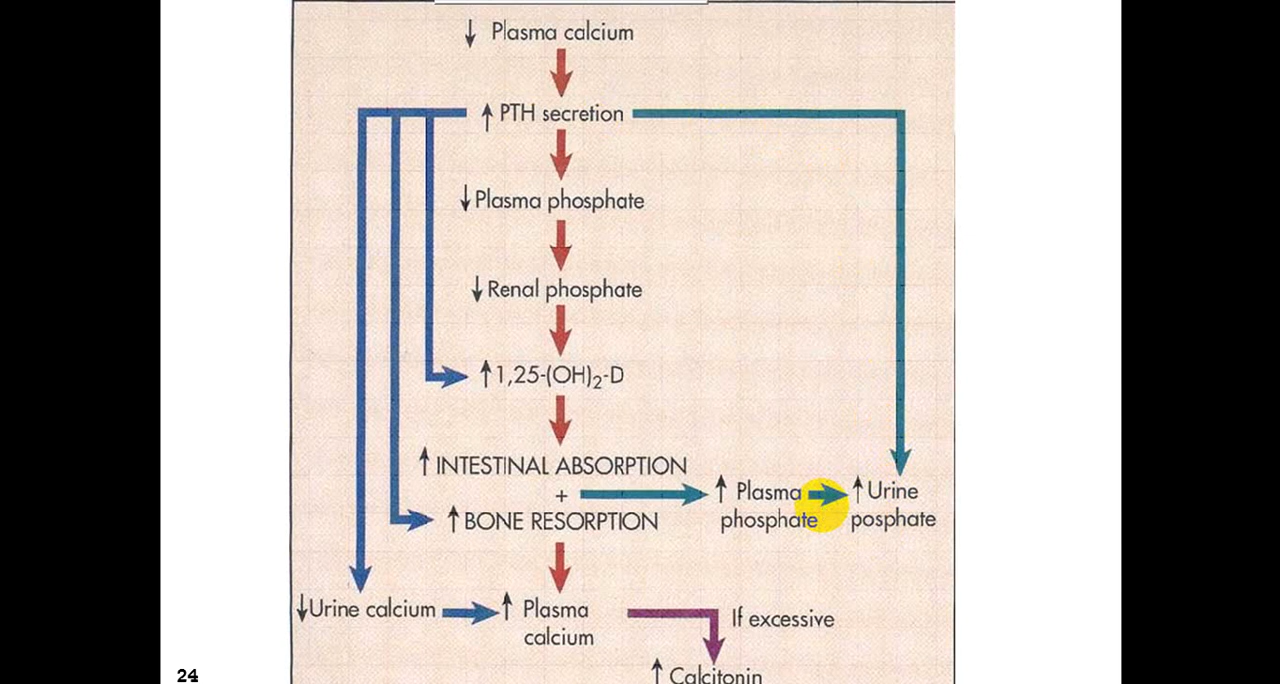 ↓ Plasma calcium
↑ PTH secretion
↓ Plasma phosphate
↓ Renal phosphate
↑ 1,25-(OH)₂-D
↑ INTESTINAL ABSORPTION
+
↑ BONE RESORPTION
↑ Plasma
phosphate
↑ Urine
posphate
↓ Urine calcium
↑ Plasma
calcium
If excessive
↑ Calcitonin
24